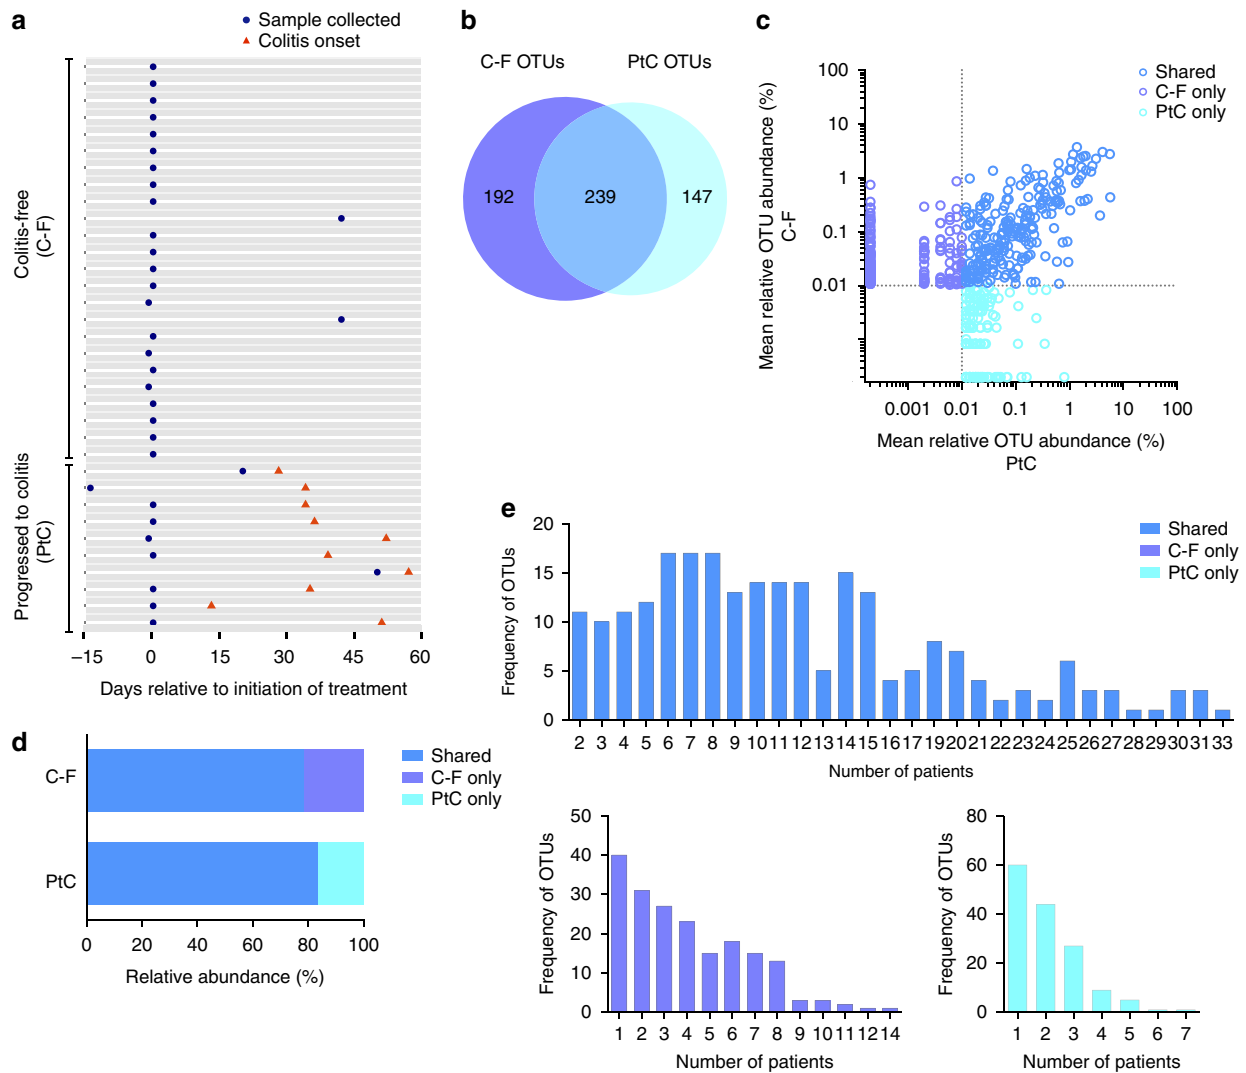 a
Sample collected
Colitis onset
Colitis-free
(C-F)
Progressed to colitis
(PtC)
−15 0 15 30 45 60
Days relative to initiation of treatment
b
C-F OTUs PtC OTUs
192 239 147
c
Shared
C-F only
PtC only
Mean relative OTU abundance (%)
C-F
100
10
1
0.1
0.01
0.001 0.01 0.1 1 10 100
Mean relative OTU abundance (%)
PtC
d
Shared
C-F only
PtC only
C-F
PtC
0 20 40 60 80 100
Relative abundance (%)
e
Shared
C-F only
PtC only
Frequency of OTUs
20
15
10
5
0
2 3 4 5 6 7 8 9 10 11 12 13 14 15 16 17 19 20 21 22 23 24 25 26 27 28 29 30 31 33
Number of patients
Frequency of OTUs
50
40
30
20
10
0
1 2 3 4 5 6 7 8 9 10 11 12 14
Number of patients
Frequency of OTUs
80
60
40
20
0
1 2 3 4 5 6 7
Number of patients